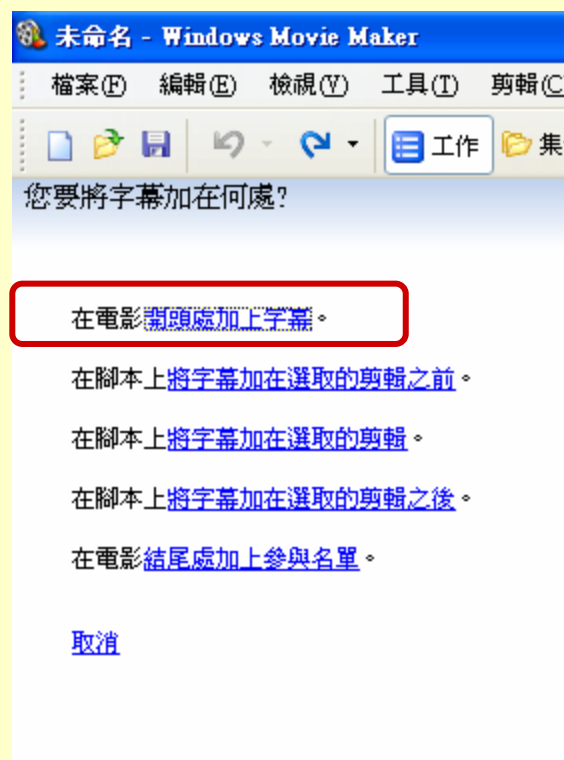 未命名 - Windows Movie Maker
檔案(F) 編輯(E) 檢視(V) 工具(T) 剪輯(C
工作 集
您要將字幕加在何處?
在電影開頭處加上字幕。
在腳本上將字幕加在選取的剪輯之前。
在腳本上將字幕加在選取的剪輯。
在腳本上將字幕加在選取的剪輯之後。
在電影結尾處加上參與名單。
取消